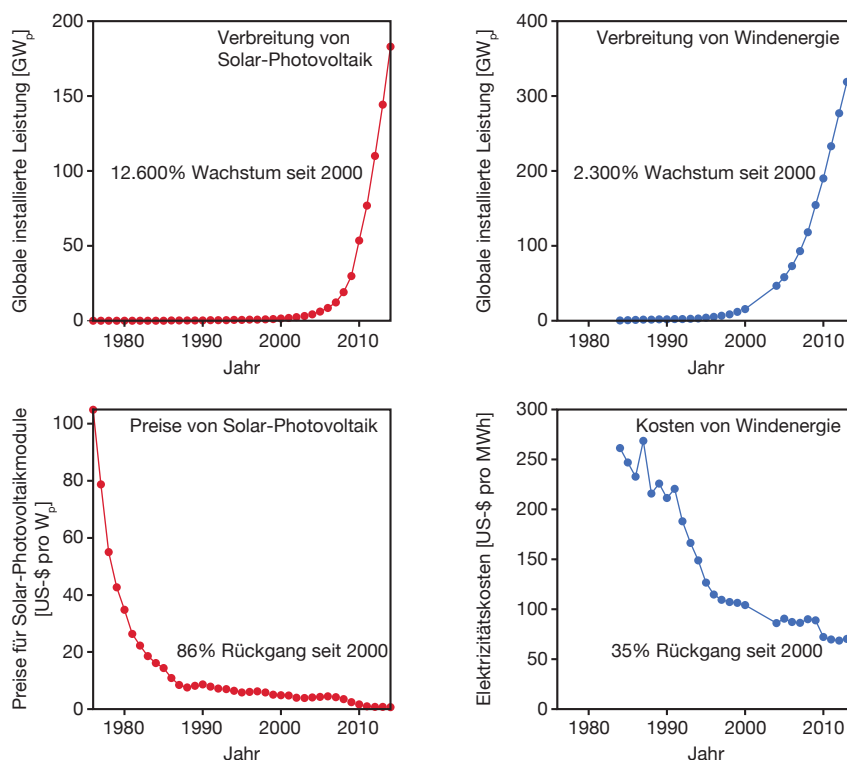 Verbreitung von
Solar-Photovoltaik
12.600% Wachstum seit 2000
Globale installierte Leistung [GWp]
200
150
100
50
0
1980
1990
2000
2010
Jahr
Verbreitung von Windenergie
2.300% Wachstum seit 2000
Globale installierte Leistung [GWp]
400
300
200
100
0
1980
1990
2000
2010
Jahr
Preise von Solar-Photovoltaik
86% Rückgang seit 2000
Preise für Solar-Photovoltaikmodule
[US-$ pro Wp]
100
80
60
40
20
0
1980
1990
2000
2010
Jahr
Kosten von Windenergie
35% Rückgang seit 2000
Elektrizitätskosten [US-$ pro MWh]
300
250
200
150
100
50
0
1980
1990
2000
2010
Jahr